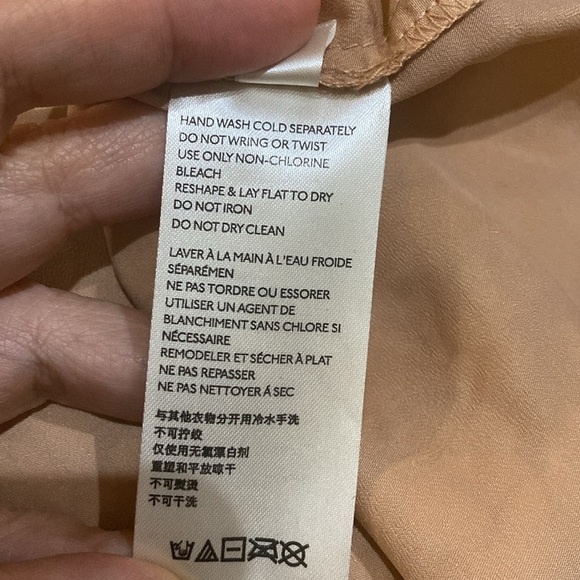 HAND WASH COLD SEPARATELY
DO NOT WRING OR TWIST
USE ONLY NON-CHLORINE
BLEACH
RESHAPE & LAY FLAT TO DRY
DO NOT IRON
DO NOT DRY CLEAN
LAVER À LA MAIN À L'EAU FROIDE
SÉPARÉMEN
NE PAS TORDRE OU ESSORER
UTILISER UN AGENT DE
BLANCHIMENT SANS CHLORE SI
NÉCESSAIRE
REMODELER ET SÉCHER À PLAT
NE PAS REPASSER
NE PAS NETTOYER Á SEC
与其他衣物分开用冷水手洗
不可拧绞
仅使用无氯漂白剂
重塑和平放晾干
不可熨烫
不可干洗